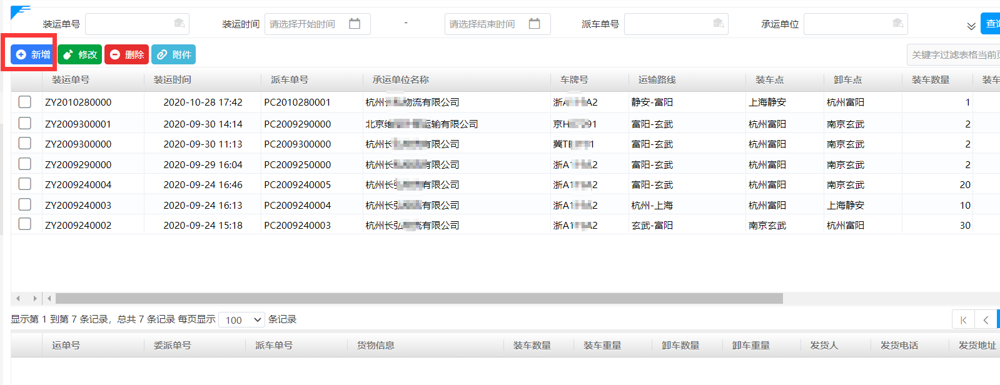 装运单号 装运时间 请选择开始时间 - 请选择结束时间 派车单号 承运单位 查
新增 修改 删除 附件 关键字过滤表格当前
装运单号 装运时间 派车单号 承运单位名称 车牌号 运输路线 装车点 卸车点 装车数量 装车
ZY2010280000 2020-10-28 17:42 PC2010280001 杭州 物流有限公司 浙A A2 静安-富阳 上海静安 杭州富阳 1
ZY2009300001 2020-09-30 14:14 PC2009290000 北京 运输有限公司 京H 91 富阳-玄武 杭州富阳 南京玄武 2
ZY2009300000 2020-09-30 11:13 PC2009300000 杭州长 有限公司 冀T 1 富阳-玄武 杭州富阳 南京玄武 2
ZY2009290000 2020-09-29 16:04 PC2009250000 杭州长 有限公司 浙A1 2 富阳-玄武 杭州富阳 南京玄武 2
ZY2009240004 2020-09-24 16:46 PC2009240005 杭州长 有限公司 浙A1 2 富阳-玄武 杭州富阳 南京玄武 20
ZY2009240003 2020-09-24 16:13 PC2009240004 杭州长弘 有限公司 浙A1 2 杭州-上海 杭州富阳 上海静安 10
ZY2009240002 2020-09-24 15:18 PC2009240003 杭州长弘 流有限公司 浙A1 A2 玄武-富阳 南京玄武 杭州富阳 30
显示第 1 到第 7 条记录，总共 7 条记录 每页显示 100 条记录
运单号 委派单号 派车单号 货物信息 装车数量 装车重量 卸车数量 卸车重量 发货人 发货电话 发货地址